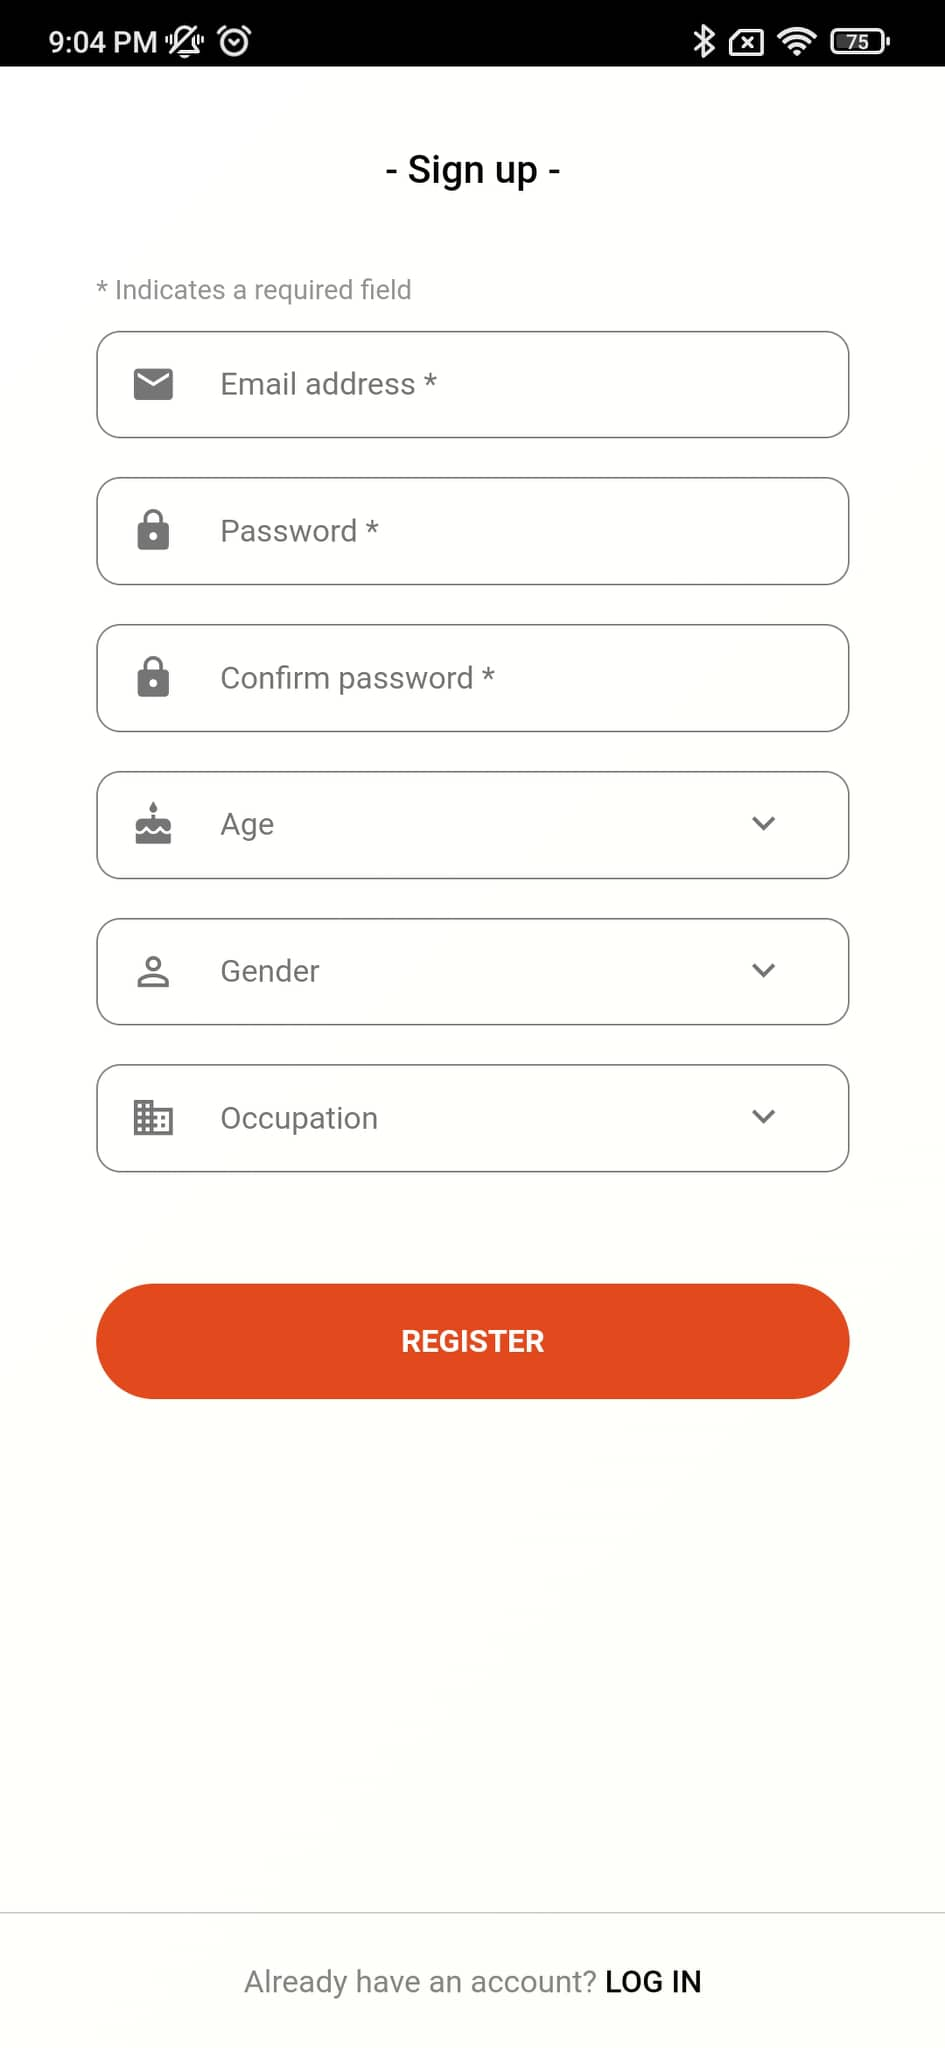 9:04 PM 75
- Sign up -
* Indicates a required field
Email address *
Password *
Confirm password *
Age
Gender
Occupation
REGISTER
Already have an account? LOG IN